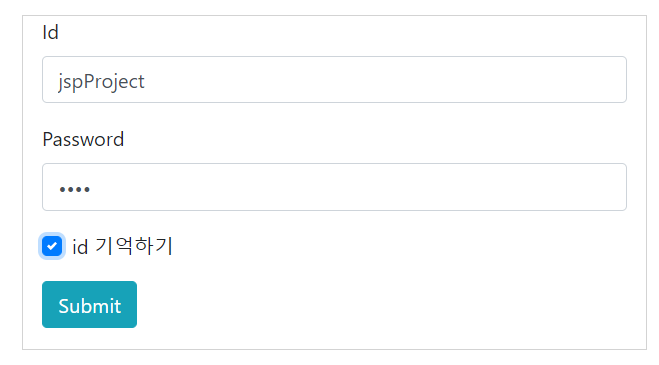 Id
jspProject
Password
••••
id 기억하기
Submit